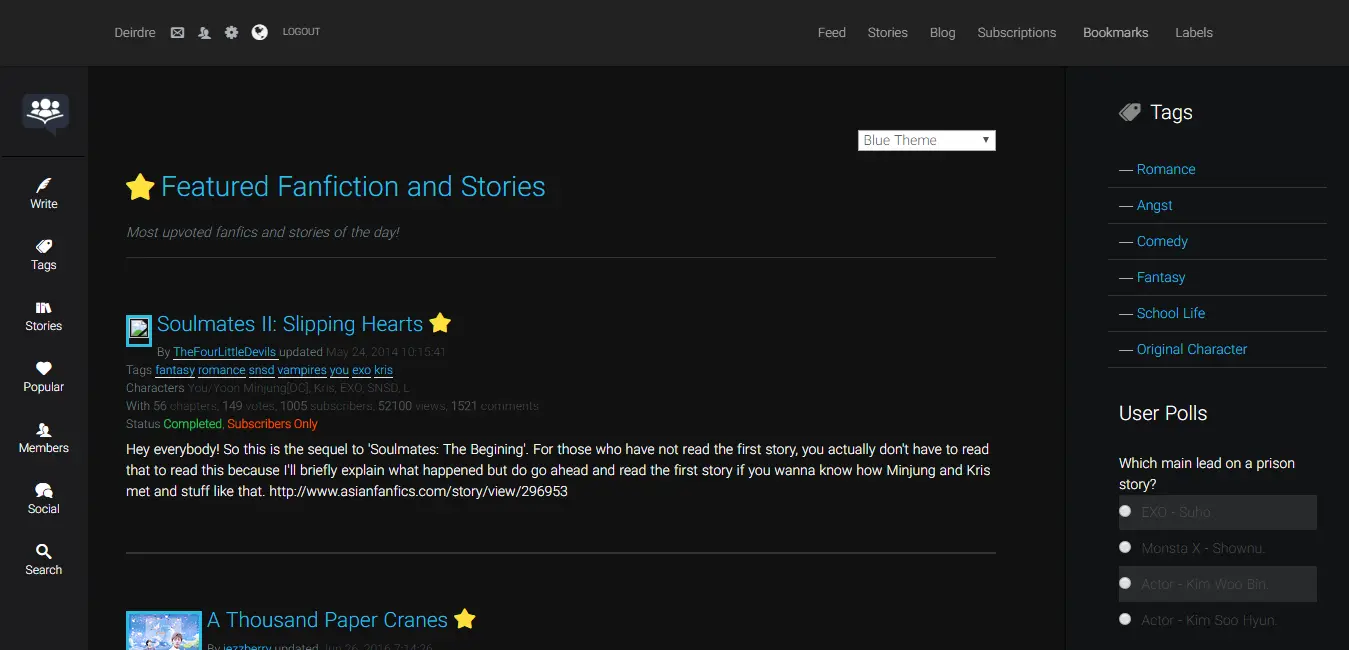 Deirdre LOGOUT Feed Stories Blog Subscriptions Bookmarks Labels
Write
Tags
Stories
Popular
Members
Social
Search
Blue Theme
Featured Fanfiction and Stories
Most upvoted fanfics and stories of the day!
Soulmates II: Slipping Hearts
By TheFourLittleDevils updated May 24, 2014 10:15:41
Tags fantasy romance snsd vampires you exo kris
Characters You/Yoon Minjung[OC], Kris, EXO, SNSD, L
With 56 chapters, 149 votes, 1005 subscribers, 52100 views, 1521 comments
Status Completed, Subscribers Only
Hey everybody! So this is the sequel to 'Soulmates: The Begining'. For those who have not read the first story, you actually don't have to read
that to read this because I'll briefly explain what happened but do go ahead and read the first story if you wanna know how Minjung and Kris
met and stuff like that. http://www.asianfanfics.com/story/view/296953
A Thousand Paper Cranes
By jezzberry updated Jun 26, 2016 7:14:26
Tags
— Romance
— Angst
— Comedy
— Fantasy
— School Life
— Original Character
User Polls
Which main lead on a prison
story?
EXO - Suho.
Monsta X - Shownu.
Actor - Kim Woo Bin.
Actor - Kim Soo Hyun.